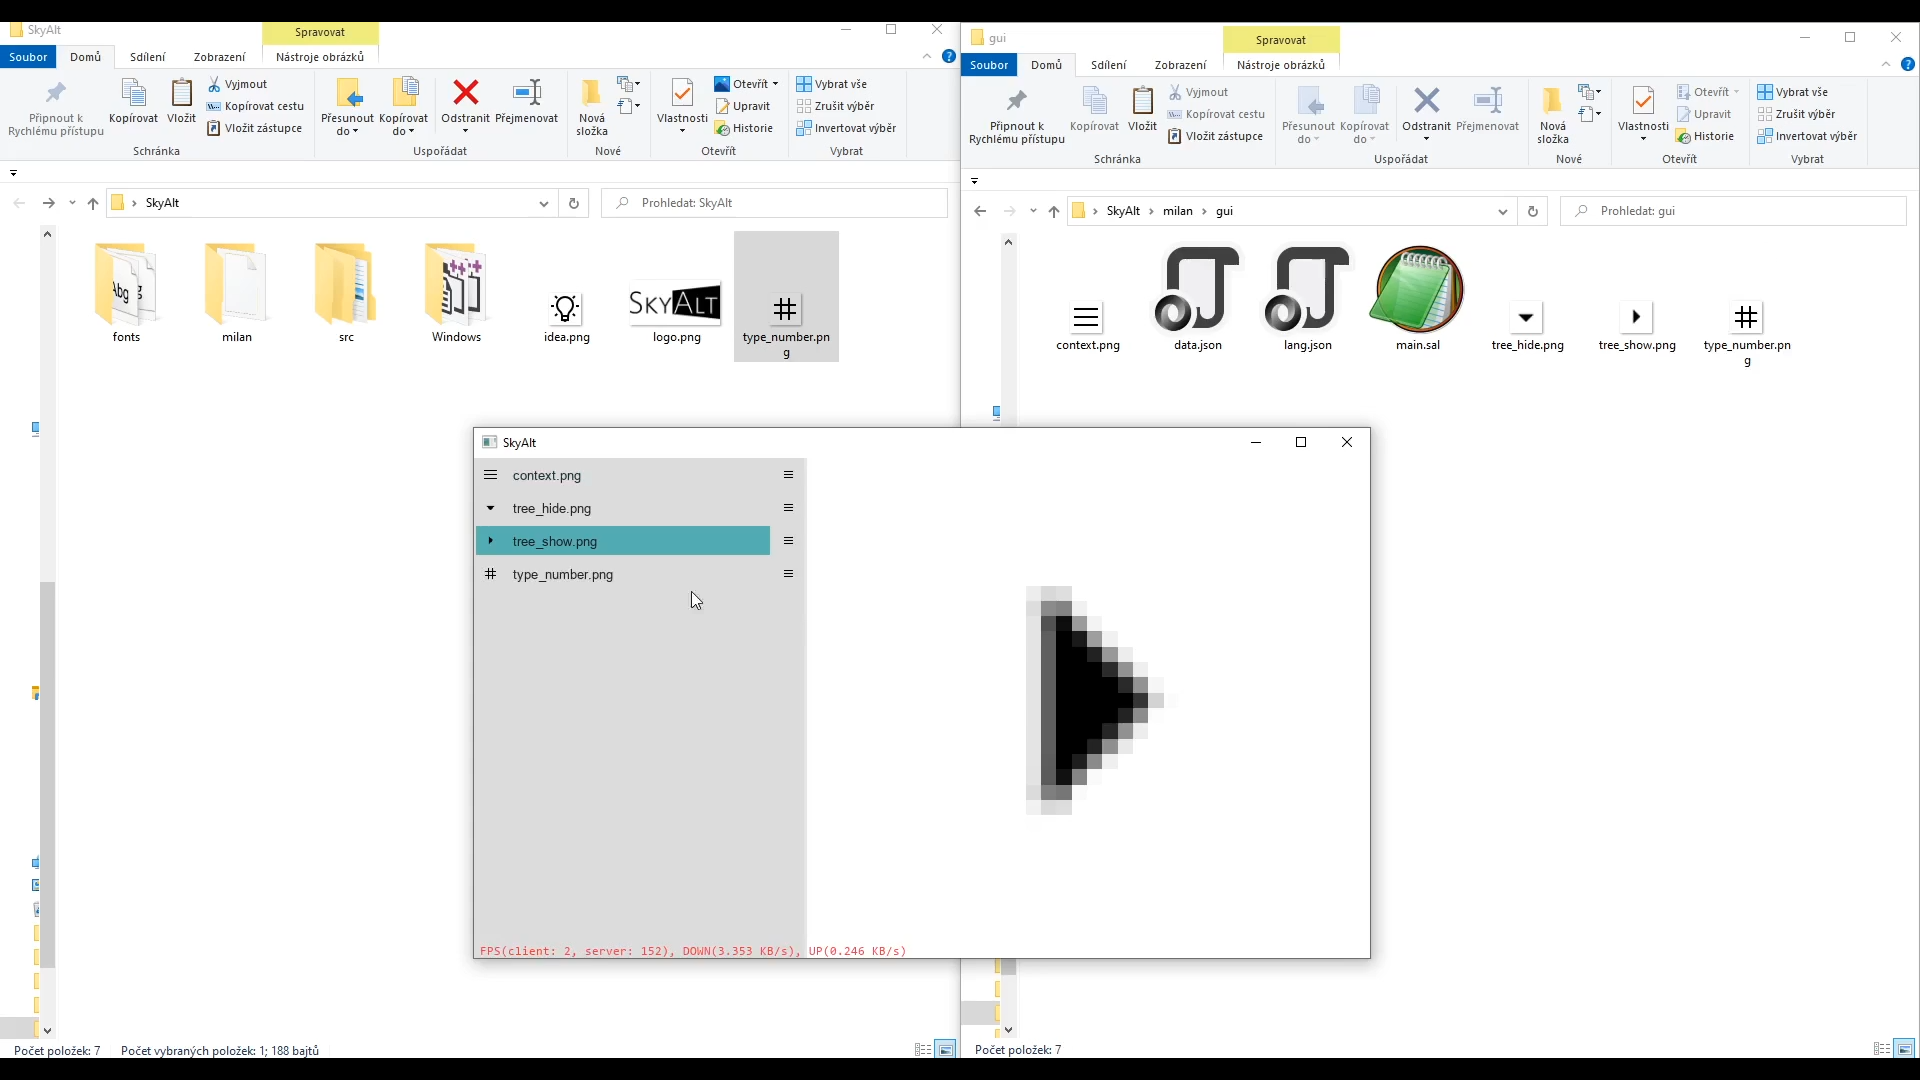 SkyAlt
Spravovat
Soubor
Domů
Sdílení
Zobrazení
Nástroje obrázků
Připnout k
Rychlému přístupu
Kopírovat
Vložit
Vyjmout
Kopírovat cestu
Vložit zástupce
Schránka
Přesunout
do
Kopírovat
do
Odstranit
Přejmenovat
Uspořádat
Nová
složka
Nové
Vlastnosti
Otevřít
Upravit
Historie
Otevřít
Vybrat vše
Zrušit výběr
Invertovat výběr
Vybrat
SkyAlt
Prohledat: SkyAlt
fonts
milan
src
Windows
idea.png
SKYALT
logo.png
type_number.pn
g
Počet položek: 7
Počet vybraných položek: 1; 188 bajtů
gui
Spravovat
Soubor
Domů
Sdílení
Zobrazení
Nástroje obrázků
Připnout k
Rychlému přístupu
Kopírovat
Vložit
Vyjmout
Kopírovat cestu
Vložit zástupce
Schránka
Přesunout
do
Kopírovat
do
Odstranit
Přejmenovat
Uspořádat
Nová
složka
Nové
Vlastnosti
Otevřít
Upravit
Historie
Otevřít
Vybrat vše
Zrušit výběr
Invertovat výběr
Vybrat
SkyAlt › milan › gui
Prohledat: gui
context.png
data.json
lang.json
main.sal
tree_hide.png
tree_show.png
type_number.pn
g
Počet položek: 7
SkyAlt
context.png
tree_hide.png
tree_show.png
type_number.png
FPS(client: 2, server: 152), DOWN(3.353 KB/s), UP(0.246 KB/s)